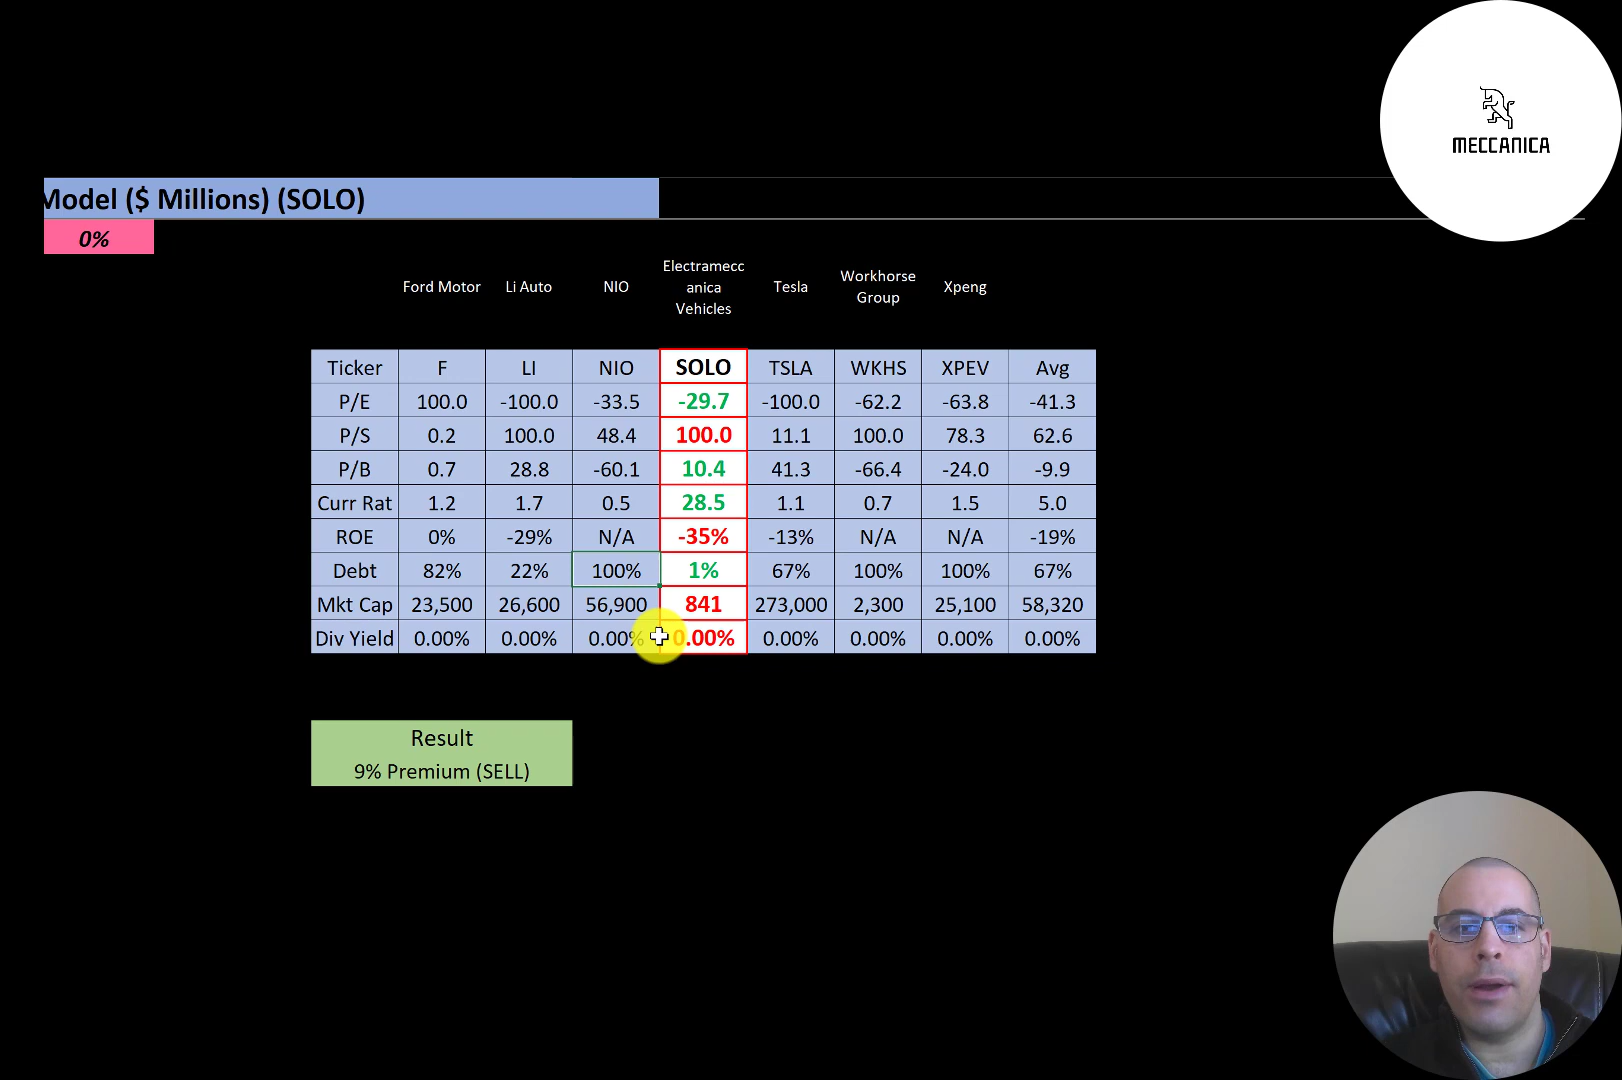 MECCANICA
Model ($ Millions) (SOLO)
0%
Ford Motor Li Auto NIO Electramecc anica Vehicles Tesla Workhorse Group Xpeng
Ticker F LI NIO SOLO TSLA WKHS XPEV Avg
P/E 100.0 -100.0 -33.5 -29.7 -100.0 -62.2 -63.8 -41.3
P/S 0.2 100.0 48.4 100.0 11.1 100.0 78.3 62.6
P/B 0.7 28.8 -60.1 10.4 41.3 -66.4 -24.0 -9.9
Curr Rat 1.2 1.7 0.5 28.5 1.1 0.7 1.5 5.0
ROE 0% -29% N/A -35% -13% N/A N/A -19%
Debt 82% 22% 100% 1% 67% 100% 100% 67%
Mkt Cap 23,500 26,600 56,900 841 273,000 2,300 25,100 58,320
Div Yield 0.00% 0.00% 0.00% 0.00% 0.00% 0.00% 0.00% 0.00%
Result
9% Premium (SELL)